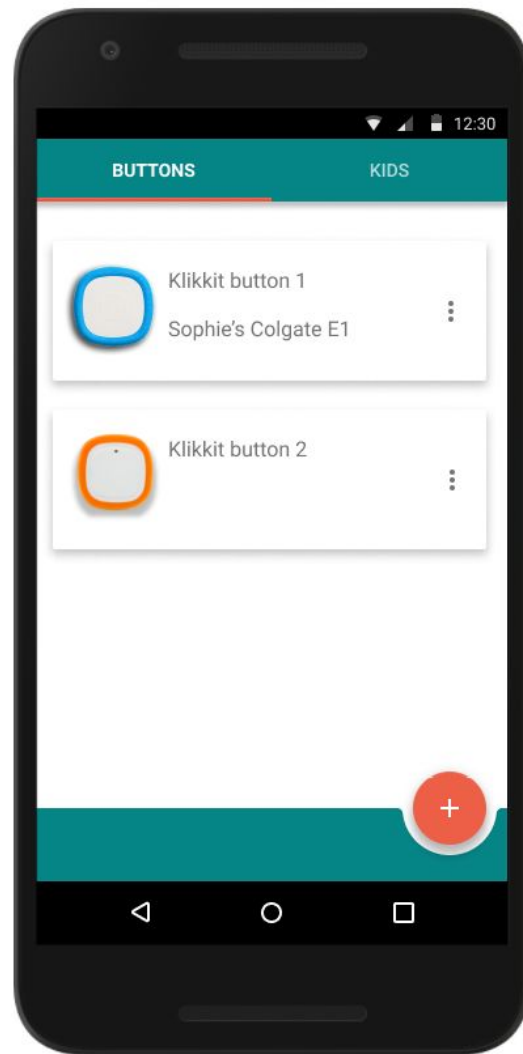 12:30
BUTTONS KIDS
Klikkit button 1
Sophie’s Colgate E1
Klikkit button 2
+